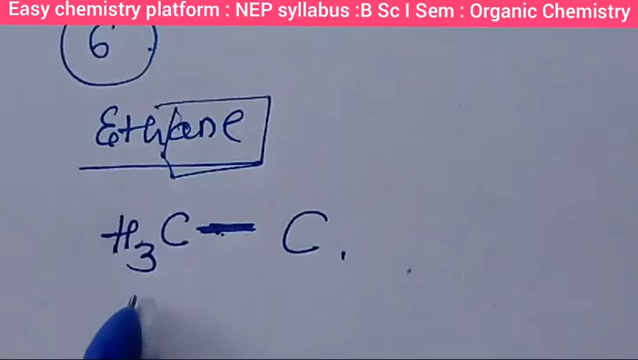 Easy chemistry platform : NEP syllabus :B Sc I Sem : Organic Chemistry
6
Ethane
H3C – C.